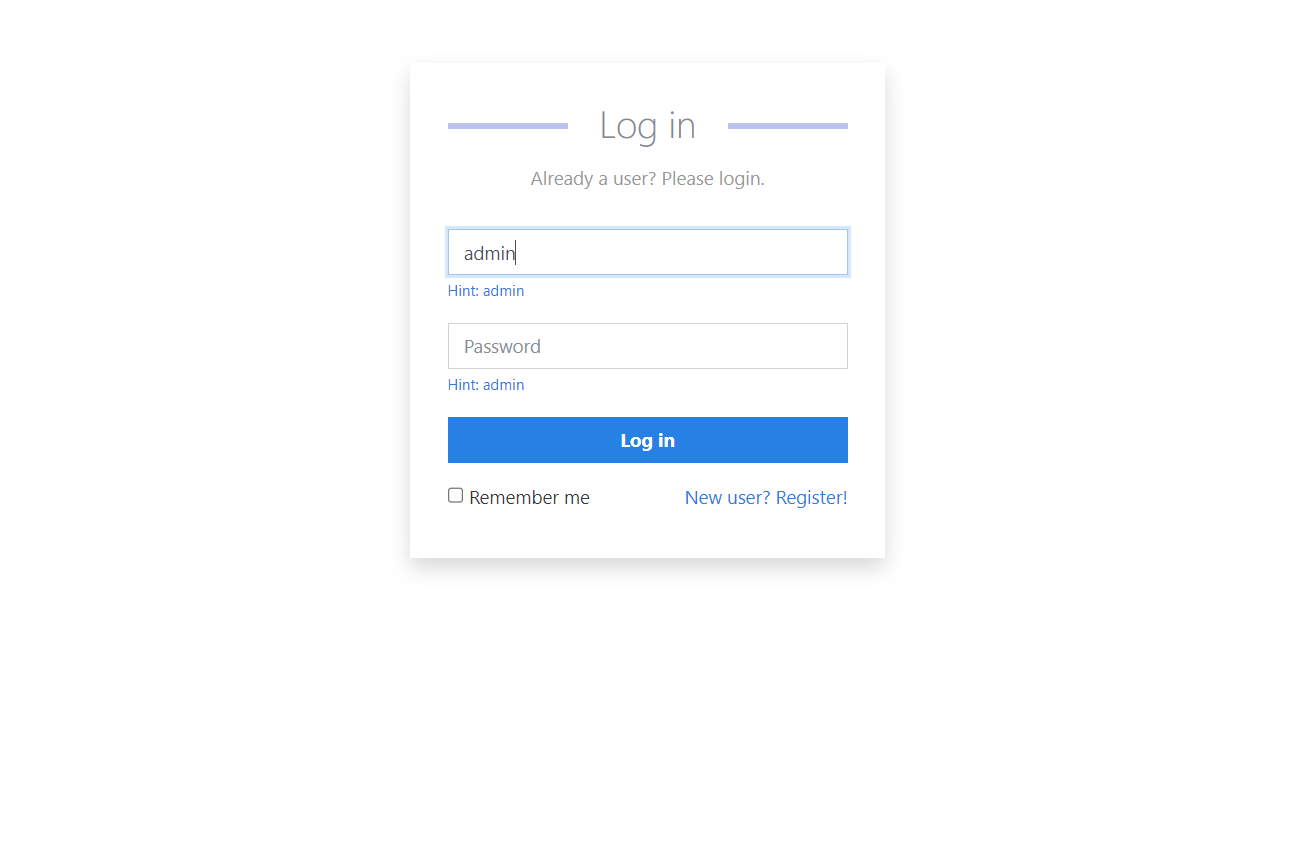 Log in
Already a user? Please login.
admin
Hint: admin
Password
Hint: admin
Log in
Remember me New user? Register!